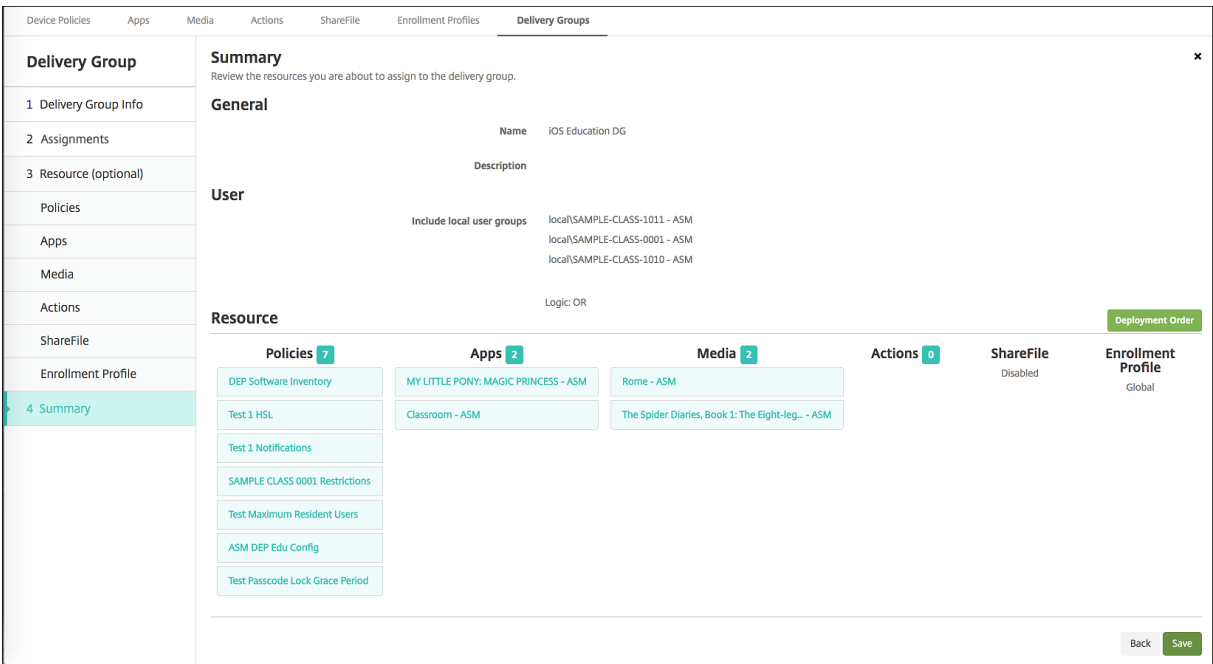 Device Policies Apps Media Actions ShareFile Enrollment Profiles Delivery Groups
Delivery Group
1 Delivery Group Info
2 Assignments
3 Resource (optional)
Policies
Apps
Media
Actions
ShareFile
Enrollment Profile
4 Summary
Summary
×
Review the resources you are about to assign to the delivery group.
General
Name iOS Education DG
Description
User
Include local user groups local\SAMPLE-CLASS-1011 - ASM
local\SAMPLE-CLASS-0001 - ASM
local\SAMPLE-CLASS-1010 - ASM
Logic: OR
Resource
Deployment Order
Policies 7
DEP Software Inventory
Test 1 HSL
Test 1 Notifications
SAMPLE CLASS 0001 Restrictions
Test Maximum Resident Users
ASM DEP Edu Config
Test Passcode Lock Grace Period
Apps 2
MY LITTLE PONY: MAGIC PRINCESS - ASM
Classroom - ASM
Media 2
Rome - ASM
The Spider Diaries, Book 1: The Eight-leg... - ASM
Actions 0
ShareFile
Disabled
Enrollment
Profile
Global
Back Save